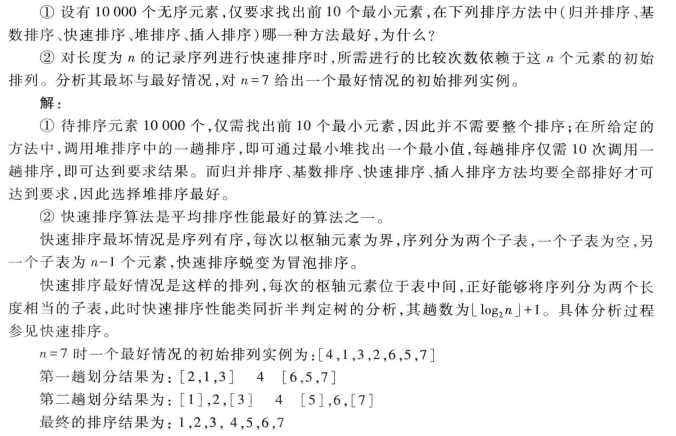 ① 设有 10 000 个无序元素,仅要求找出前 10 个最小元素,在下列排序方法中(归并排序、基
数排序、快速排序、堆排序、插入排序)哪一种方法最好,为什么?
② 对长度为 n 的记录序列进行快速排序时,所需进行的比较次数依赖于这 n 个元素的初始
排列。分析其最坏与最好情况,对 n=7 给出一个最好情况的初始排列实例。
解:
① 待排序元素 10 000 个,仅需找出前 10 个最小元素,因此并不需要整个排序;在所给定的
方法中,调用堆排序中的一趟排序,即可通过最小堆找出一个最小值,每趟排序仅需 10 次调用一
趟排序,即可达到要求结果。而归并排序、基数排序、快速排序、插入排序方法均要全部排好才可
达到要求,因此选择堆排序最好。
② 快速排序算法是平均排序性能最好的算法之一。
快速排序最坏情况是序列有序,每次以枢轴元素为界,序列分为两个子表,一个子表为空,另
一个子表为 n-1 个元素,快速排序蜕变为冒泡排序。
快速排序最好情况是这样的排列,每次的枢轴元素位于表中间,正好能够将序列分为两个长
度相当的子表,此时快速排序性能类同折半判定树的分析,其趟数为⌊log₂n⌋+1。具体分析过程
参见快速排序。
n=7 时一个最好情况的初始排列实例为:[4,1,3,2,6,5,7]
第一趟划分结果为:[2,1,3] 4 [6,5,7]
第二趟划分结果为:[1],2,[3] 4 [5],6,[7]
最终的排序结果为:1,2,3, 4,5,6,7